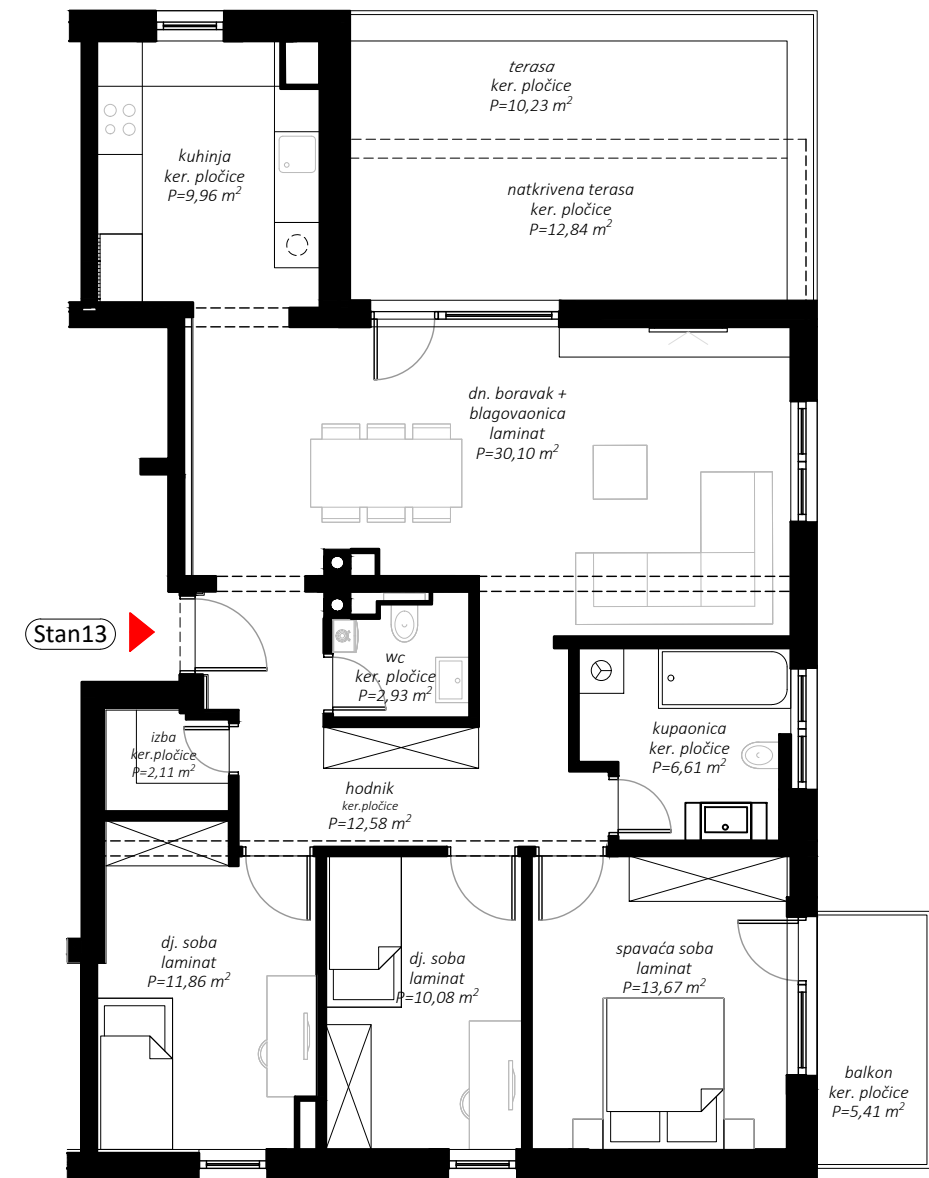 terasa
ker. pločice
P=10,23 m²
kuhinja
ker. pločice
P=9,96 m²
natkrivena terasa
ker. pločice
P=12,84 m²
dn. boravak +
blagovaonica
laminat
P=30,10 m²
Stan13
wc
ker. pločice
P=2,93 m²
izba
ker.pločice
P=2,11 m²
kupaonica
ker. pločice
P=6,61 m²
hodnik
ker.pločice
P=12,58 m²
dj. soba
laminat
P=11,86 m²
dj. soba
laminat
P=10,08 m²
spavaća soba
laminat
P=13,67 m²
balkon
ker. pločice
P=5,41 m²